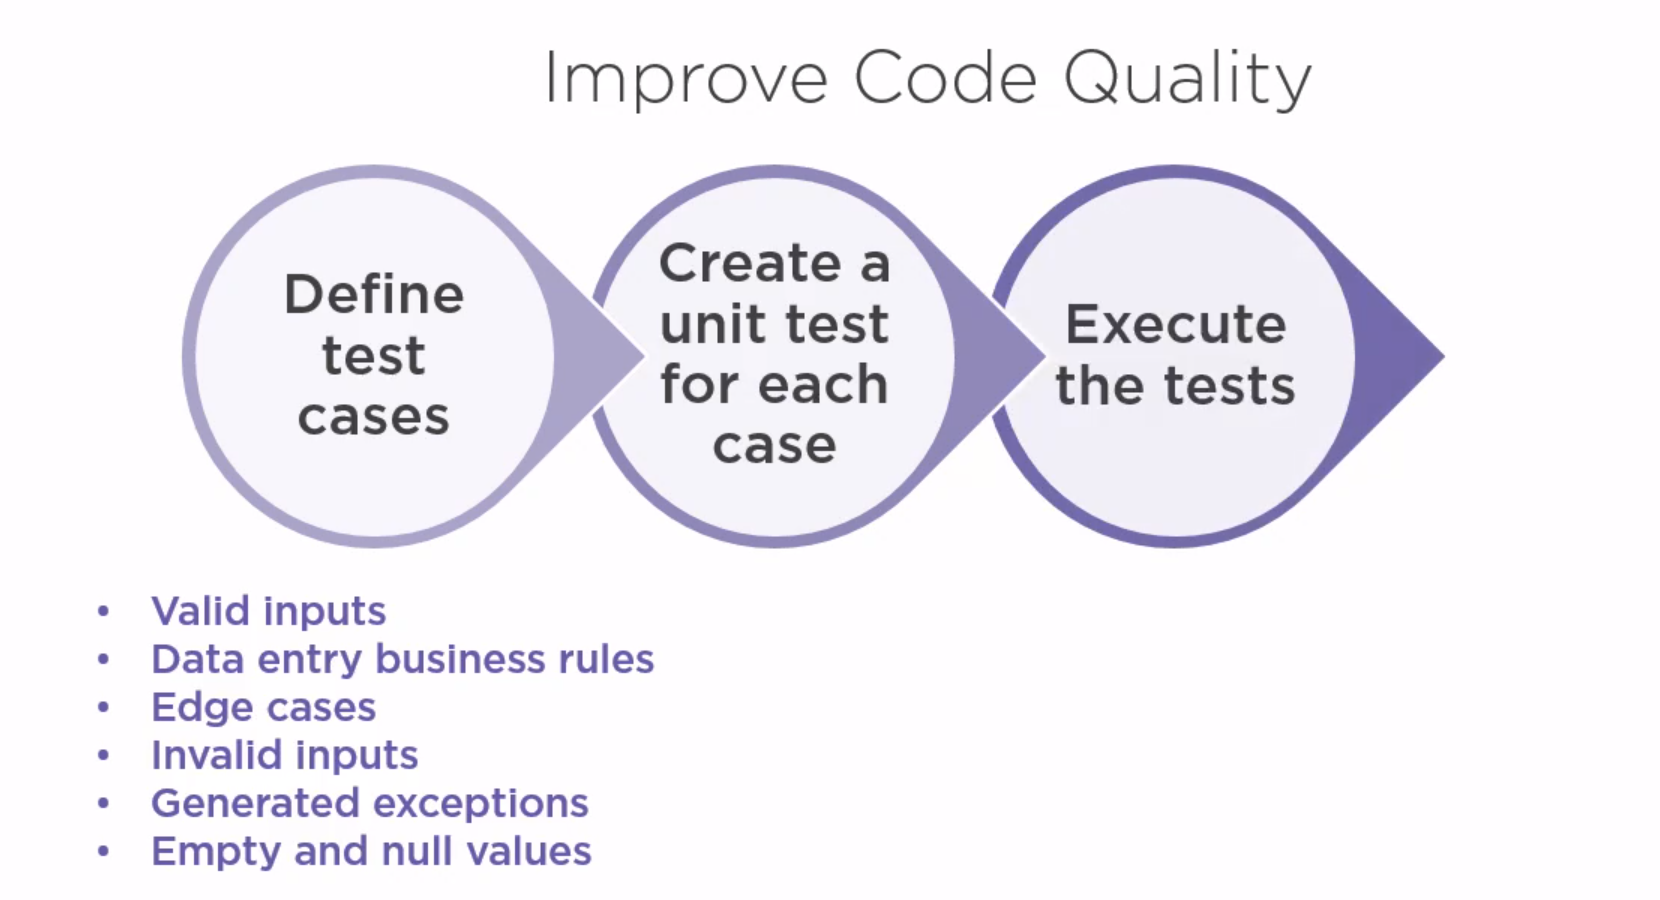 Improve Code Quality
Define
test
cases
Create a
unit test
for each
case
Execute
the tests
• Valid inputs
• Data entry business rules
• Edge cases
• Invalid inputs
• Generated exceptions
• Empty and null values